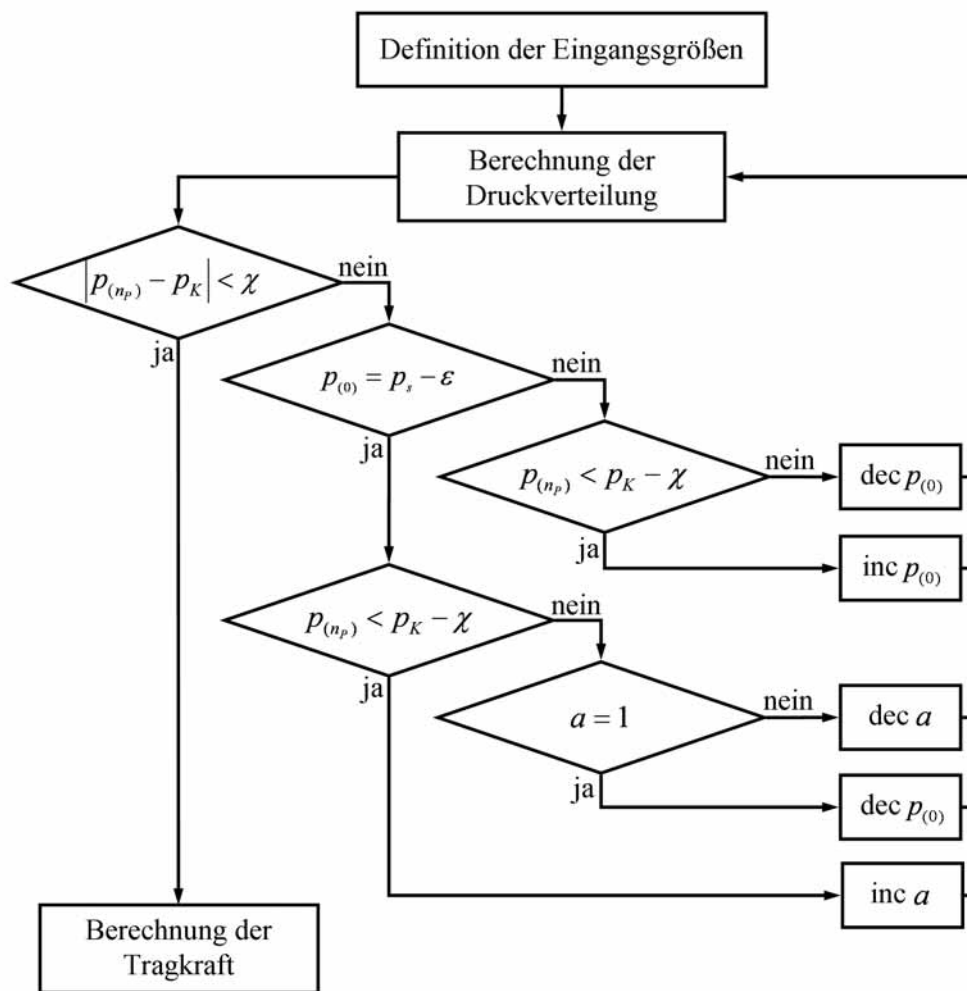 Definition der Eingangsgrößen
Berechnung der
Druckverteilung
|p(nP) − pK| < χ
nein
ja
p(0) = ps − ε
nein
ja
p(nP) < pK − χ
nein
dec p(0)
ja
inc p(0)
p(nP) < pK − χ
nein
ja
a = 1
nein
dec a
ja
dec p(0)
inc a
Berechnung der
Tragkraft